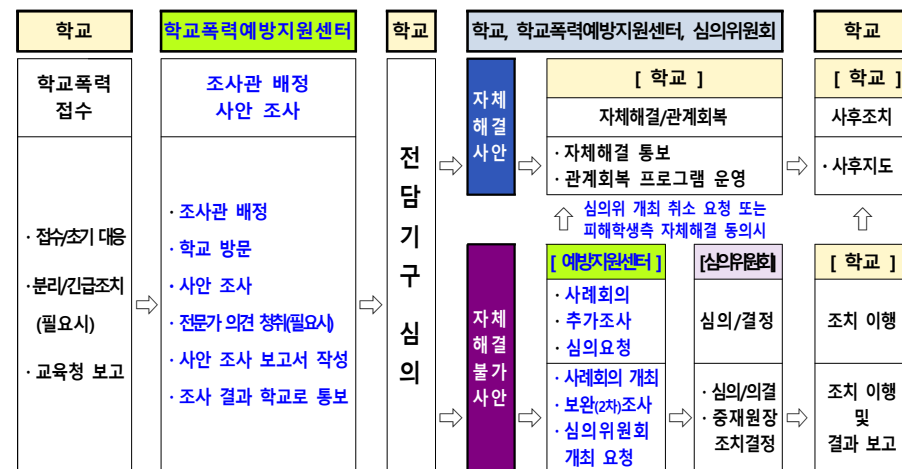 학교
학교폭력예방지원센터
학교
학교, 학교폭력예방지원센터, 심의위원회
학교
학교폭력
접수
· 접수/초기 대응
·분리/긴급조치
(필요시)
· 교육청 보고
조사관 배정
사안 조사
· 조사관 배정
· 학교 방문
· 사안 조사
· 전문가 의견 청취(필요시)
· 사안 조사 보고서 작성
· 조사 결과 학교로 통보
전
담
기
구
심
의
자체
해결
사안
[ 학교 ]
자체해결/관계회복
· 자체해결 통보
· 관계회복 프로그램 운영
[ 학교 ]
사후조치
· 사후지도
심의위 개최 취소 요청 또는
피해학생측 자체해결 동의시
자체
해결
불가
사안
[ 예방지원센터 ]
· 사례회의
· 추가조사
· 심의요청
· 사례회의 개최
· 보완(2차)조사
· 심의위원회
개최 요청
[심의위원회]
심의/결정
· 심의/의결
· 중재원장
조치결정
[ 학교 ]
조치 이행
조치 이행
및
결과 보고